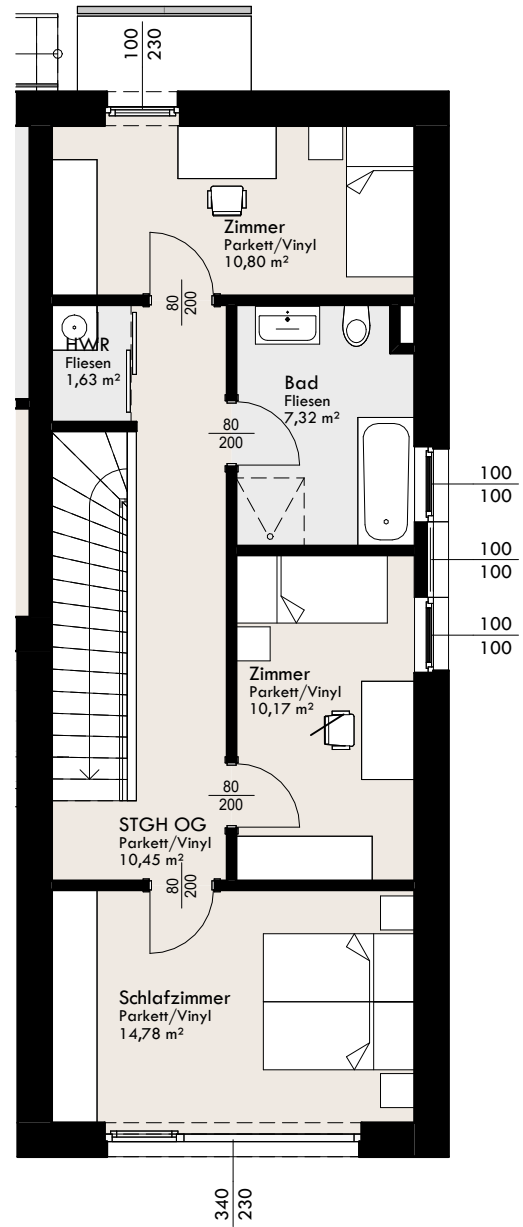 100
230
Zimmer
Parkett/Vinyl
10,80 m²
80
200
HWR
Fliesen
1,63 m²
Bad
Fliesen
7,32 m²
80
200
100
100
100
100
100
100
Zimmer
Parkett/Vinyl
10,17 m²
80
200
STGH OG
Parkett/Vinyl
10,45 m²
80
200
Schlafzimmer
Parkett/Vinyl
14,78 m²
340
230